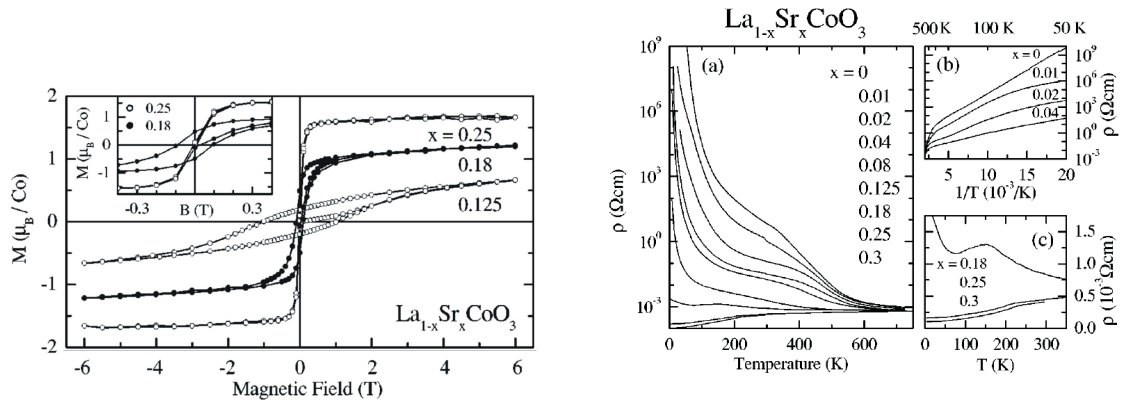 2
1
0
-1
-2
M (μB / Co)
0.25
0.18
1
0
-1
M (μB / Co)
-0.3 0.3
B (T)
x = 0.25
0.18
0.125
La1-xSrxCoO3
-6 -4 -2 0 2 4 6
Magnetic Field (T)
La1-xSrxCoO3
(a)
10^9
10^6
10^3
10^0
10^-3
ρ (Ωcm)
x = 0
0.01
0.02
0.04
0.08
0.125
0.18
0.25
0.3
0 200 400 600
Temperature (K)
500 K 100 K 50 K
(b)
x = 0
0.01
0.02
0.04
10^9
10^6
10^3
10^0
10^-3
ρ (Ωcm)
5 10 15 20
1/T (10^-3/K)
(c)
x = 0.18
0.25
0.3
1.5
1.0
0.5
0.0
ρ (10^-3 Ωcm)
0 100 200 300
T (K)